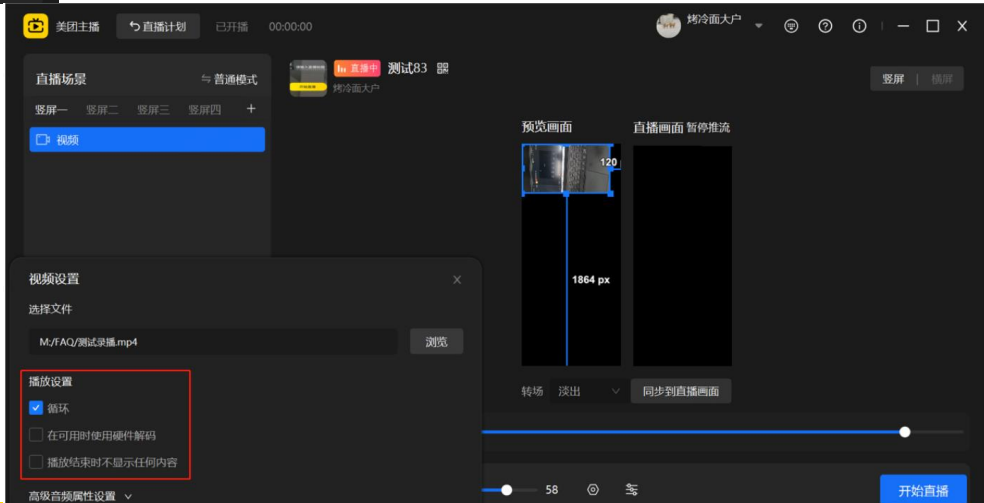 美团主播 直播计划 已开播 00:00:00 烤冷面大户
直播场景 普通模式
竖屏一 竖屏二 竖屏三 竖屏四 +
视频
直播中 测试83
烤冷面大户
竖屏 | 横屏
预览画面 直播画面 暂停推流
120
1864 px
视频设置
选择文件
M:/FAQ/测试录播.mp4 浏览
播放设置
循环
在可用时使用硬件解码
播放结束时不显示任何内容
高级音频属性设置
转场 淡出 同步到直播画面
58 开始直播